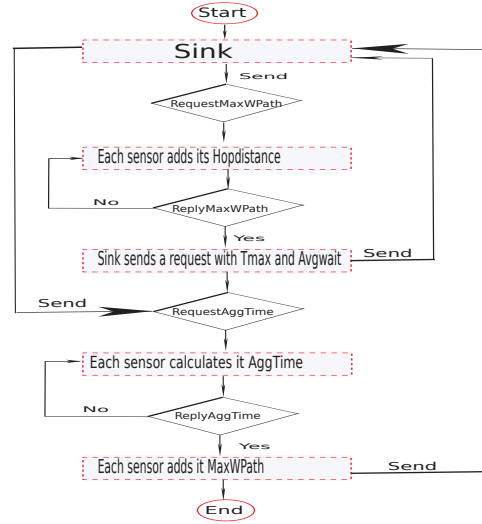 Start
Sink
Send
RequestMaxWPath
Each sensor adds its Hopdistance
No
ReplyMaxWPath
Yes
Sink sends a request with Tmax and Avgwait
Send
Send
RequestAggTime
Each sensor calculates it AggTime
No
ReplyAggTime
Yes
Each sensor adds it MaxWPath
Send
End